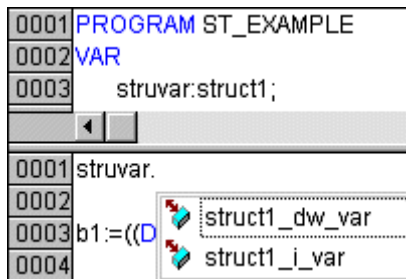 0001 PROGRAM ST_EXAMPLE
0002 VAR
0003 struvar:struct1;
0001 struvar.
0002
struct1_dw_var
0003 b1:=((D
struct1_i_var
0004